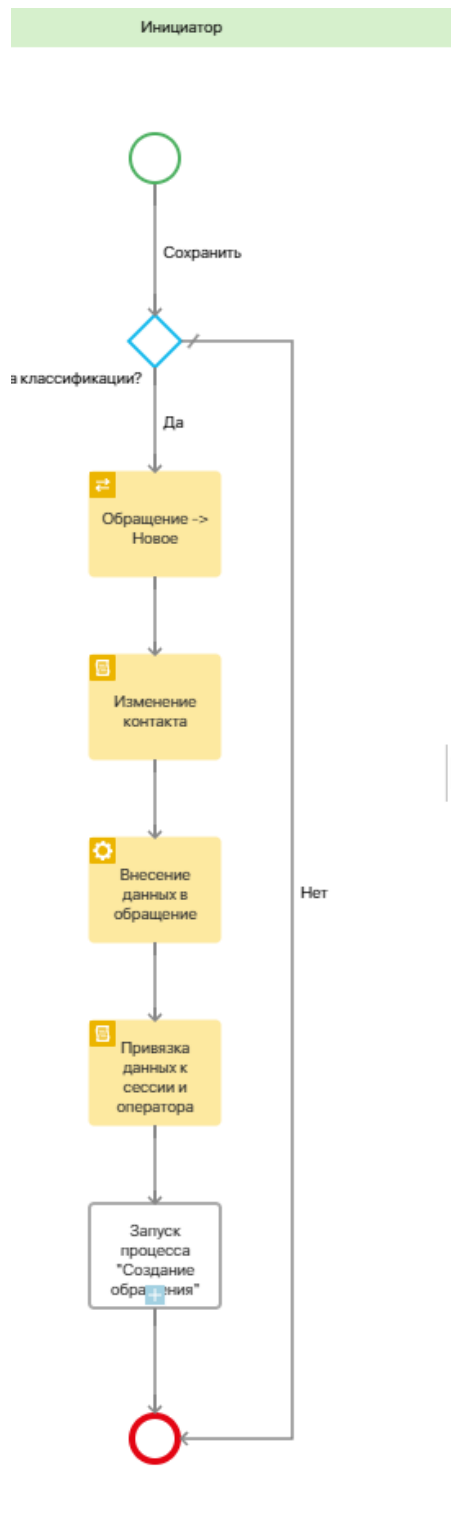 Инициатор
Сохранить
классификации?
Да
Обращение ->
Новое
Изменение
контакта
Внесение
данных в
обращение
Нет
Привязка
данных к
сессии и
оператора
Запуск
процесса
"Создание
обращения"